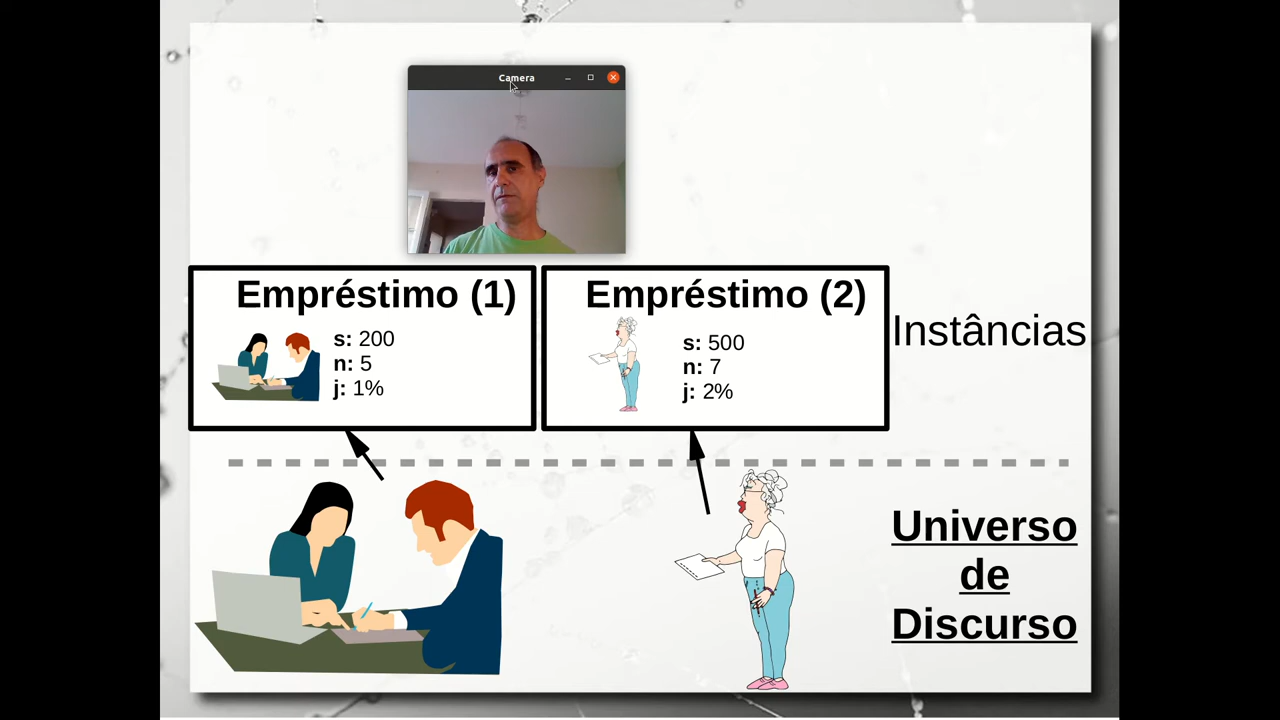 Camera
Empréstimo (1)
s: 200
n: 5
j: 1%
Empréstimo (2)
s: 500
n: 7
j: 2%
Instâncias
Universo
de
Discurso